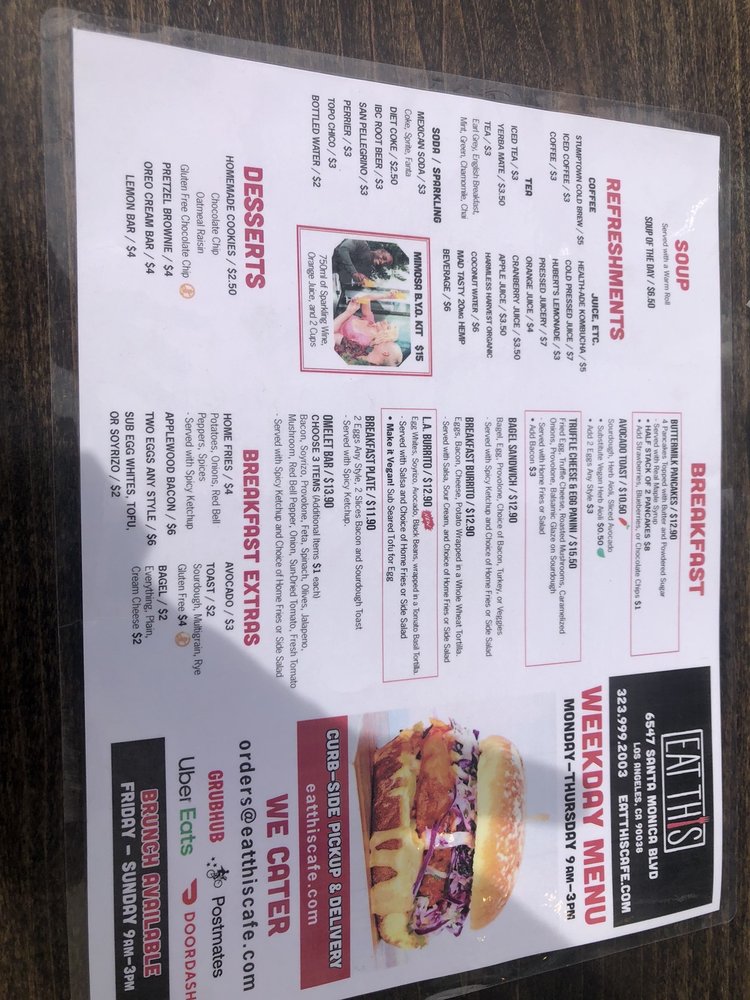 SOUP
Served with a Warm Roll
SOUP OF THE DAY / $6.50
REFRESHMENTS
COFFEE
STUMPTOWN COLD BREW / $5
ICED COFFEE / $3
COFFEE / $3
TEA
ICED TEA / $3
YERBA MATE / $3.50
TEA / $3
Earl Grey, English Breakfast,
Mint, Green, Chamomile, Chai
SODA / SPARKLING
MEXICAN SODA / $3
Coke, Sprite, Fanta
DIET COKE / $2.50
IBC ROOT BEER / $3
SAN PELLEGRINO / $3
PERRIER / $3
TOPO CHICO / $3
BOTTLED WATER / $2
JUICE, ETC.
HEALTH-ADE KOMBUCHA / $5
COLD PRESSED JUICE / $7
HUBERT'S LEMONADE / $3
PRESSED JUICERY / $7
ORANGE JUICE / $4
CRANBERRY JUICE / $3.50
APPLE JUICE / $3.50
HARMLESS HARVEST ORGANIC
COCONUT WATER / $6
MAD TASTY 20MG HEMP
BEVERAGE / $6
MIMOSA B.Y.O. KIT $15
750ml of Sparkling Wine,
Orange Juice, and 2 Cups
DESSERTS
HOMEMADE COOKIES / $2.50
Chocolate Chip
Oatmeal Raisin
Gluten Free Chocolate Chip
PRETZEL BROWNIE / $4
OREO CREAM BAR / $4
LEMON BAR / $4
BREAKFAST
BUTTERMILK PANCAKES / $12.90
4 Pancakes Topped with Butter and Powdered Sugar
- Served with Real Maple Syrup
• HALF STACK OF 2 PANCAKES $8
• Add Strawberries, Blueberries, or Chocolate Chips $1
AVOCADO TOAST / $10.50
Sourdough, Herb Aioli, Sliced Avocado
• Substitute Vegan Herb Aioli $0.50
• Add 2 Eggs Any Style $3
TRUFFLE CHEESE & EGG PANINI / $15.50
Fried Egg, Truffle Cheese, Roasted Mushrooms, Caramelized
Onions, Provolone, Balsamic Glaze on Sourdough
- Served with Home Fries or Salad
• Add Bacon $3
BAGEL SANDWICH / $12.90
Bagel, Egg, Provolone, Choice of Bacon, Turkey, or Veggies
- Served with Spicy Ketchup and Choice of Home Fries or Side Salad
BREAKFAST BURRITO / $12.90
Eggs, Bacon, Cheese, Potato Wrapped in a Whole Wheat Tortilla.
- Served with Salsa, Sour Cream, and Choice of Home Fries or Side Salad
L.A. BURRITO / $12.90 NEW
Egg Whites, Soyrizo, Avocado, Black Beans, wrapped in a Tomato Basil Tortilla.
- Served with Salsa and Choice of Home Fries or Side Salad
• Make it Vegan! Sub Seared Tofu for Egg
BREAKFAST PLATE / $11.90
2 Eggs Any Style, 2 Slices Bacon and Sourdough Toast
- Served with Spicy Ketchup.
OMELET BAR / $13.90
CHOOSE 3 ITEMS (Additional Items $1 each)
Bacon, Soyrizo, Provolone, Feta, Spinach, Olives, Jalapeno,
Mushroom, Red Bell Pepper, Onion, Sun-Dried Tomato, Fresh Tomato
- Served with Spicy Ketchup and Choice of Home Fries or Side Salad
BREAKFAST EXTRAS
HOME FRIES / $4
Potatoes, Onions, Red Bell
Peppers, Spices
- Served with Spicy Ketchup
APPLEWOOD BACON / $6
TWO EGGS ANY STYLE / $6
SUB EGG WHITES, TOFU,
OR SOYRIZO / $2
AVOCADO / $3
TOAST / $2
Sourdough, Multigrain, Rye
Gluten Free $4
BAGEL / $2
Everything, Plain,
Cream Cheese $2
EAT THIS
6547 SANTA MONICA BLVD
LOS ANGELES, CA 90038
323.999.2003 EATTHISCAFE.COM
WEEKDAY MENU
MONDAY-THURSDAY 9AM-3PM
CURB-SIDE PICKUP & DELIVERY
eatthiscafe.com
WE CATER
orders@eatthiscafe.com
GRUBHUB Postmates
Uber Eats DOORDASH
BRUNCH AVAILABLE
FRIDAY - SUNDAY 9AM-3PM